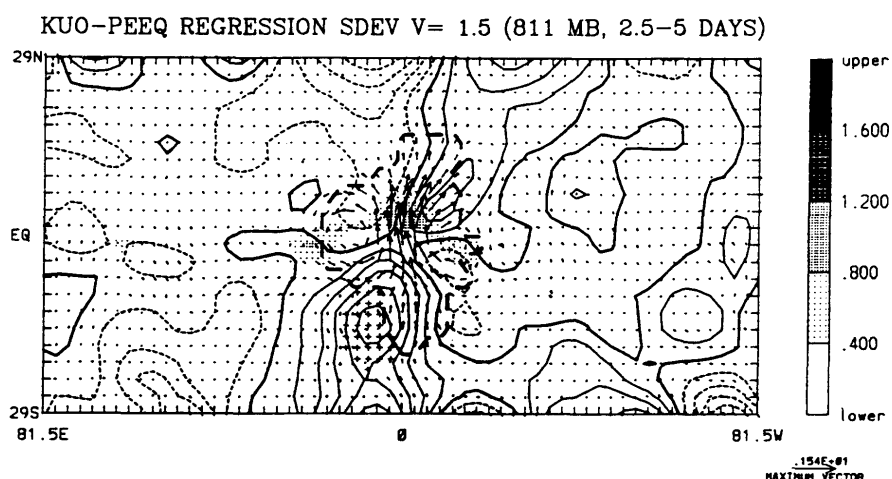 KUO-PEEQ REGRESSION SDEV V= 1.5 (811 MB, 2.5-5 DAYS)
29N
upper
1.600
1.200
EQ
.800
.400
29S
lower
81.5E
0
81.5W
.154E+01
MAXIMUM VECTOR